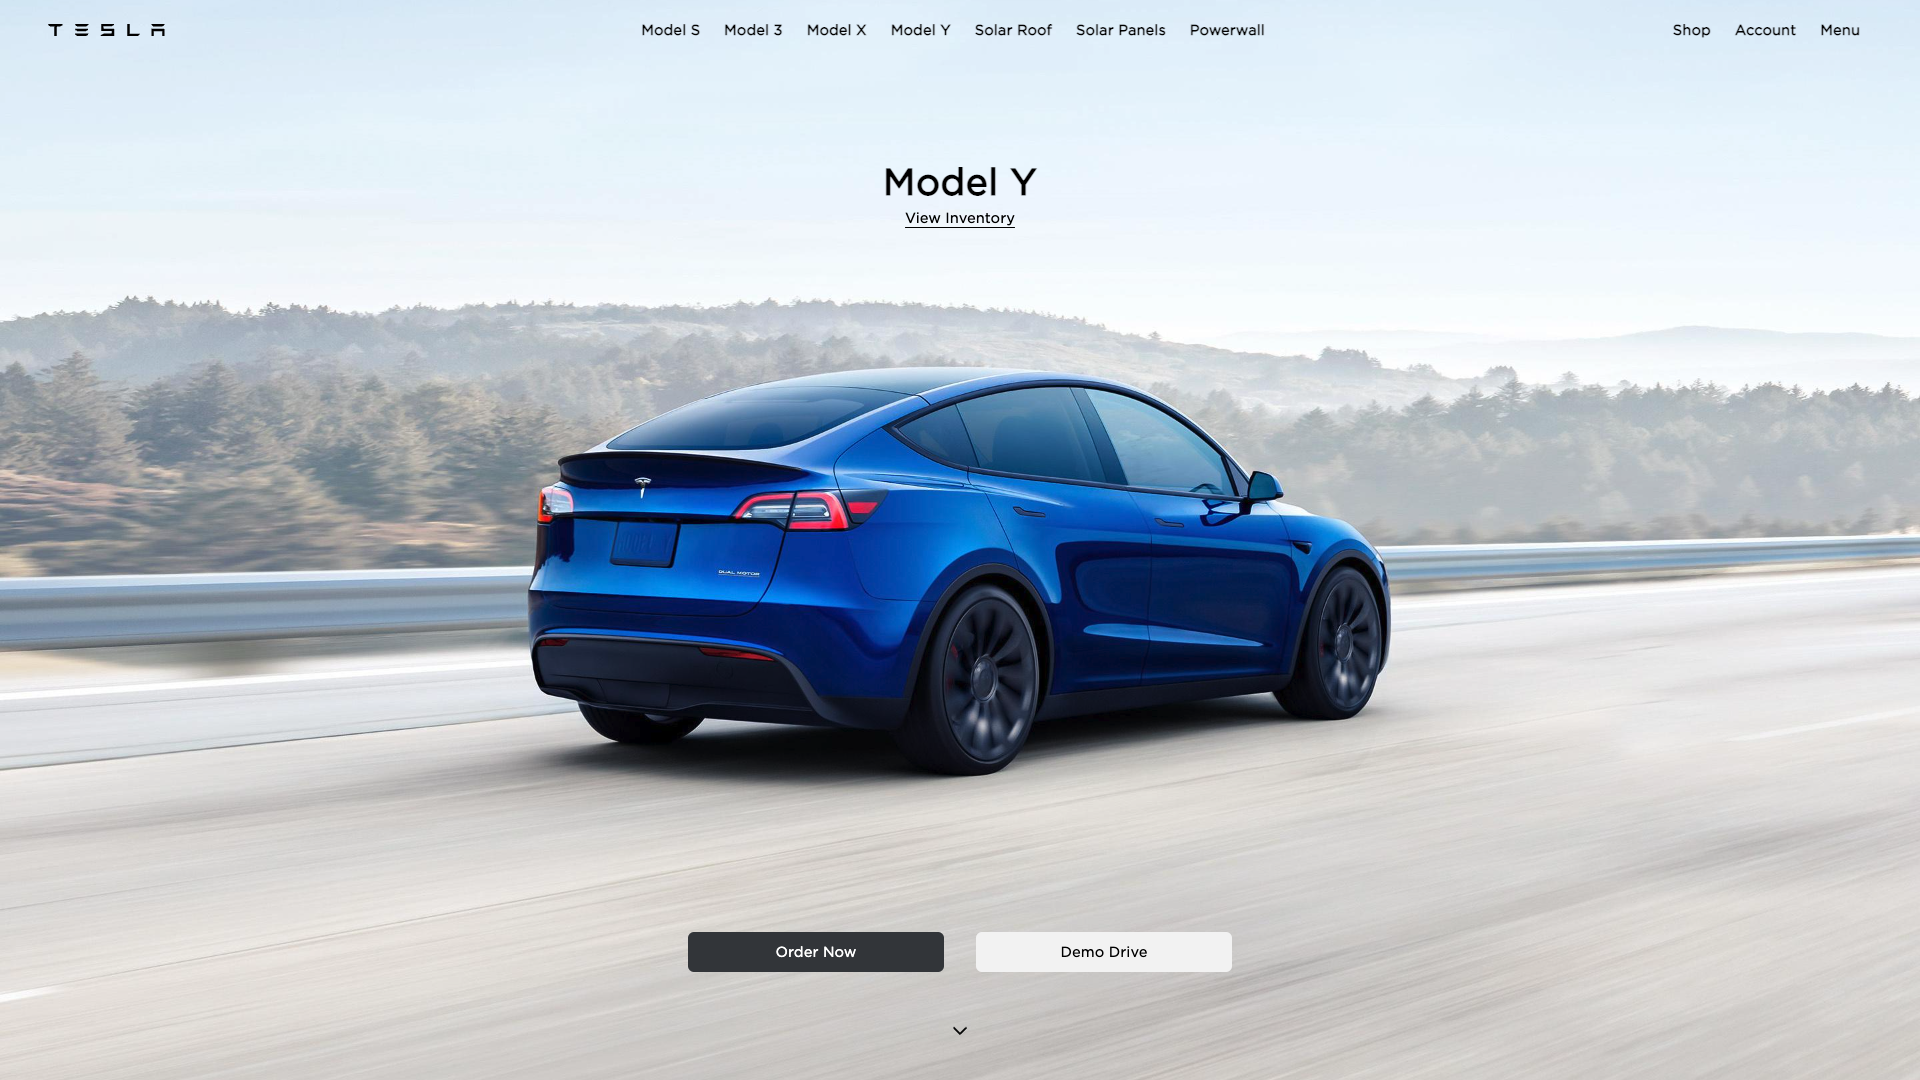 TESLA
Model S Model 3 Model X Model Y Solar Roof Solar Panels Powerwall
Shop Account Menu
Model Y
View Inventory
DUAL MOTOR
Order Now Demo Drive